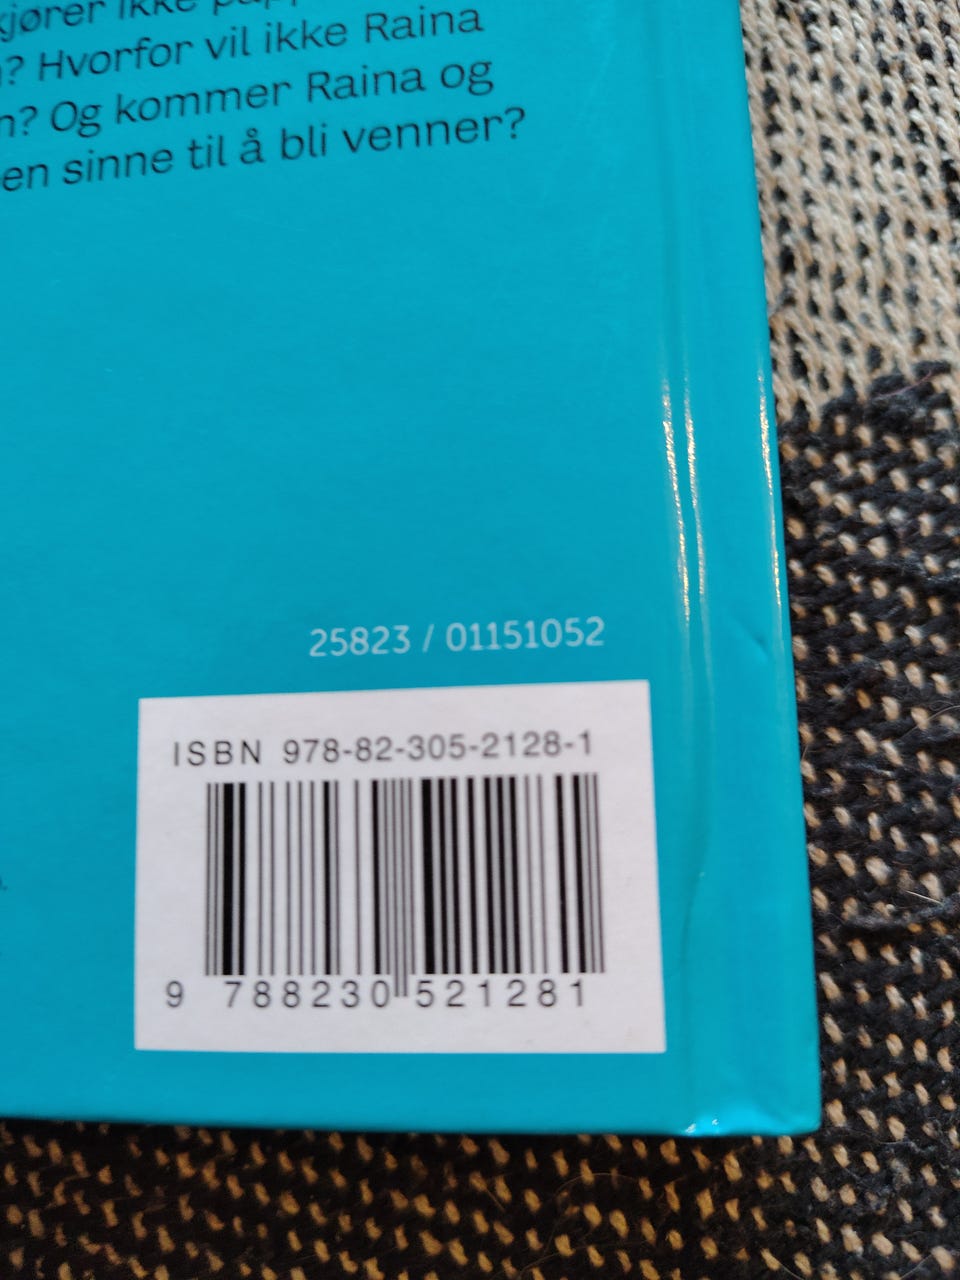 kjører ikke
? Hvorfor vil ikke Raina
n? Og kommer Raina og
en sinne til å bli venner?
25823 / 01151052
ISBN 978-82-305-2128-1
9 788230 521281